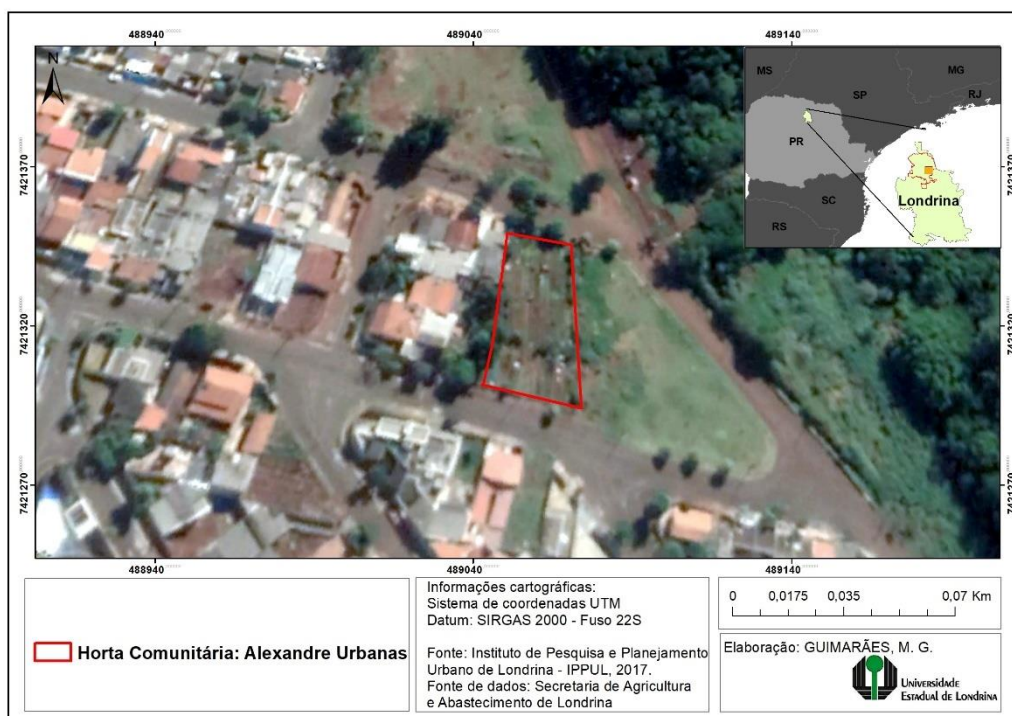 488940
489040
489140
N
MS
MG
SP
RJ
PR
Londrina
SC
RS
7421370
7421370
7421320
7421320
7421270
7421270
488940
489040
489140
Horta Comunitária: Alexandre Urbanas
Informações cartográficas:
Sistema de coordenadas UTM
Datum: SIRGAS 2000 - Fuso 22S
Fonte: Instituto de Pesquisa e Planejamento
Urbano de Londrina - IPPUL, 2017.
Fonte de dados: Secretaria de Agricultura
e Abastecimento de Londrina
0 0,0175 0,035 0,07 Km
Elaboração: GUIMARÃES, M. G.
UNIVERSIDADE
ESTADUAL DE LONDRINA